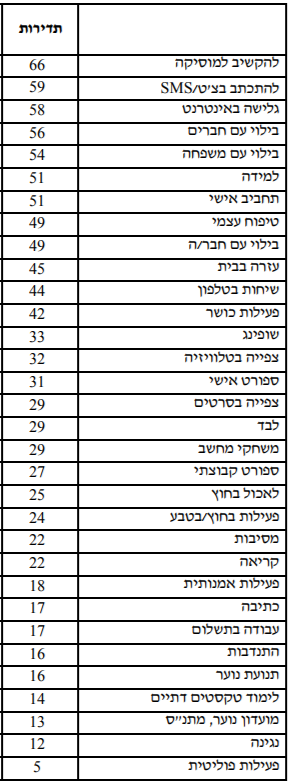 תדירות
להקשיב למוסיקה 66
להתכתב בצ'ט/SMS 59
גלישה באינטרנט 58
בילוי עם חברים 56
בילוי עם משפחה 54
למידה 51
תחביב אישי 51
טיפוח עצמי 49
בילוי עם חבר/ה 49
עזרה בבית 45
שיחות בטלפון 44
פעילות כושר 42
שופינג 33
צפייה בטלוויזיה 32
ספורט אישי 31
צפייה בסרטים 29
לבד 29
משחקי מחשב 29
ספורט קבוצתי 27
לאכול בחוץ 25
פעילות בחוץ/בטבע 24
מסיבות 22
קריאה 22
פעילות אמנותית 18
כתיבה 17
עבודה בתשלום 17
התנדבות 16
תנועת נוער 16
לימוד טקסטים דתיים 14
מועדון נוער, מתנ"ס 13
נגינה 12
פעילות פוליטית 5